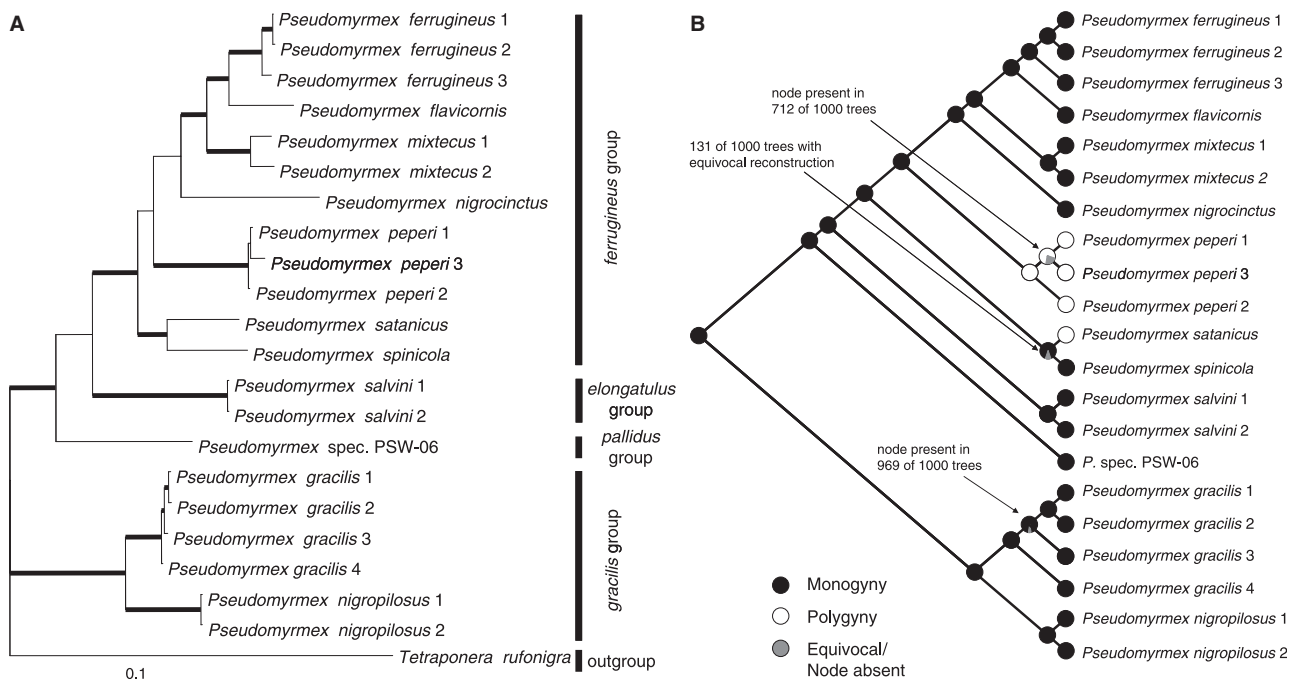 A
Pseudomyrmex ferrugineus 1
Pseudomyrmex ferrugineus 2
Pseudomyrmex ferrugineus 3
Pseudomyrmex flavicornis
Pseudomyrmex mixtecus 1
Pseudomyrmex mixtecus 2
Pseudomyrmex nigrocinctus
Pseudomyrmex peperi 1
Pseudomyrmex peperi 3
Pseudomyrmex peperi 2
Pseudomyrmex satanicus
Pseudomyrmex spinicola
Pseudomyrmex salvini 1
Pseudomyrmex salvini 2
Pseudomyrmex spec. PSW-06
Pseudomyrmex gracilis 1
Pseudomyrmex gracilis 2
Pseudomyrmex gracilis 3
Pseudomyrmex gracilis 4
Pseudomyrmex nigropilosus 1
Pseudomyrmex nigropilosus 2
Tetraponera rufonigra
0.1
ferrugineus group
elongatulus
group
pallidus
group
gracilis group
outgroup
B
node present in
712 of 1000 trees
131 of 1000 trees with
equivocal reconstruction
node present in
969 of 1000 trees
Pseudomyrmex ferrugineus 1
Pseudomyrmex ferrugineus 2
Pseudomyrmex ferrugineus 3
Pseudomyrmex flavicornis
Pseudomyrmex mixtecus 1
Pseudomyrmex mixtecus 2
Pseudomyrmex nigrocinctus
Pseudomyrmex peperi 1
Pseudomyrmex peperi 3
Pseudomyrmex peperi 2
Pseudomyrmex satanicus
Pseudomyrmex spinicola
Pseudomyrmex salvini 1
Pseudomyrmex salvini 2
P. spec. PSW-06
Pseudomyrmex gracilis 1
Pseudomyrmex gracilis 2
Pseudomyrmex gracilis 3
Pseudomyrmex gracilis 4
Pseudomyrmex nigropilosus 1
Pseudomyrmex nigropilosus 2
Monogyny
Polygyny
Equivocal/
Node absent